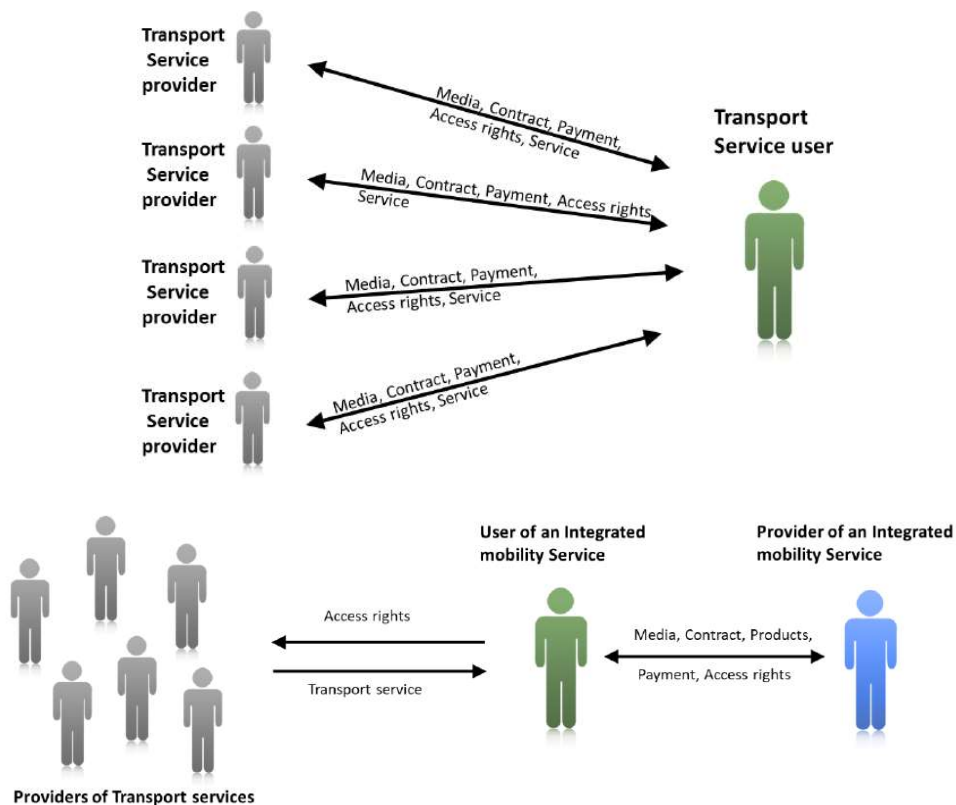 Transport
Service
provider
Media, Contract, Payment,
Access rights, Service
Transport
Service user
Transport
Service
provider
Media, Contract, Payment, Access rights
Service
Transport
Service
provider
Media, Contract, Payment,
Access rights, Service
Transport
Service
provider
Media, Contract, Payment,
Access rights, Service
User of an Integrated
mobility Service
Provider of an Integrated
mobility Service
Access rights
Transport service
Media, Contract, Products,
Payment, Access rights
Providers of Transport services